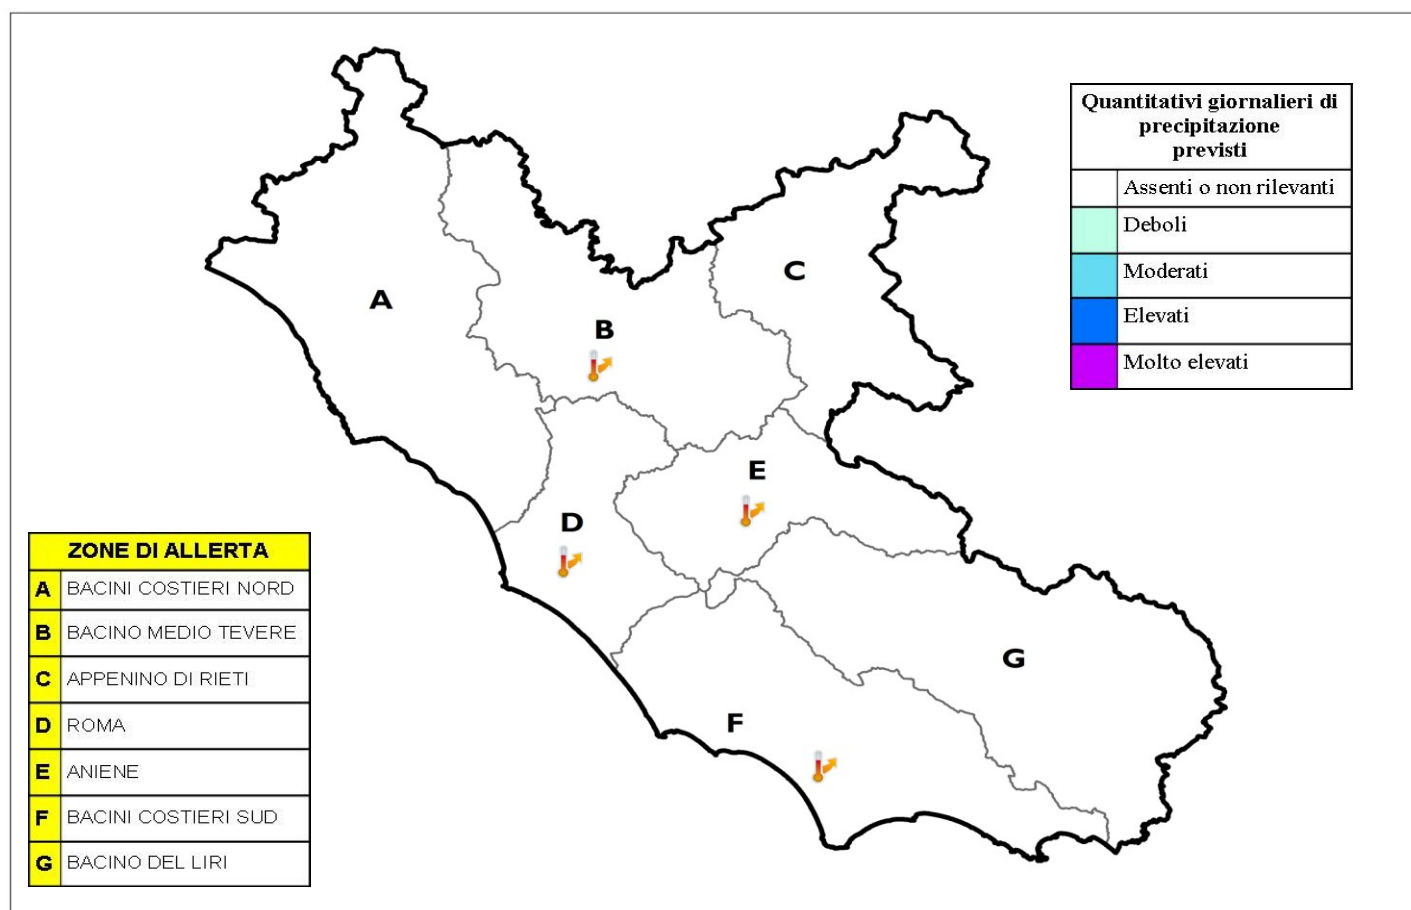 Quantitativi giornalieri di
precipitazione
previsti
Assenti o non rilevanti
Deboli
Moderati
Elevati
Molto elevati
C
A
B
E
D
G
F
ZONE DI ALLERTA
A BACINI COSTIERI NORD
B BACINO MEDIO TEVERE
C APPENINO DI RIETI
D ROMA
E ANIENE
F BACINI COSTIERI SUD
G BACINO DEL LIRI